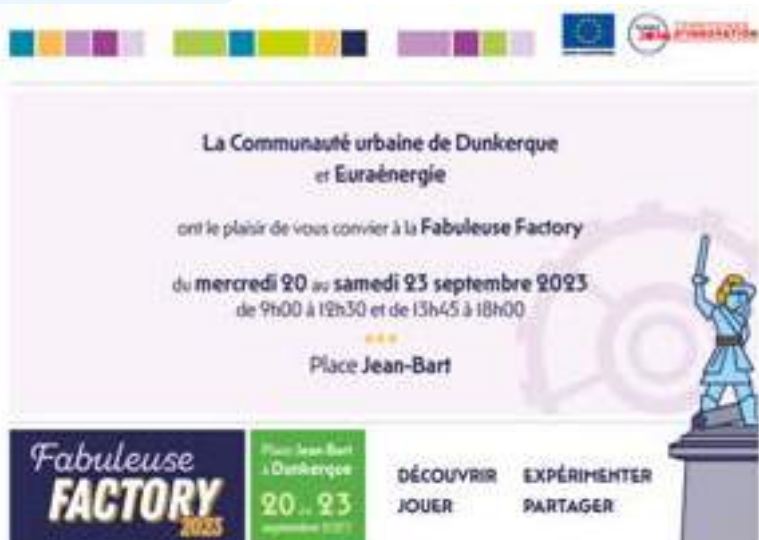 D'INNOVATION
La Communauté urbaine de Dunkerque
et Euraénergie
ont le plaisir de vous convier à la Fabuleuse Factory
du mercredi 20 au samedi 23 septembre 2023
de 9h00 à 12h30 et de 13h45 à 18h00
Place Jean-Bart
Fabuleuse
FACTORY
2023
Place Jean-Bart
à Dunkerque
20 au 23
septembre 2023
DÉCOUVRIR EXPÉRIMENTER
JOUER PARTAGER